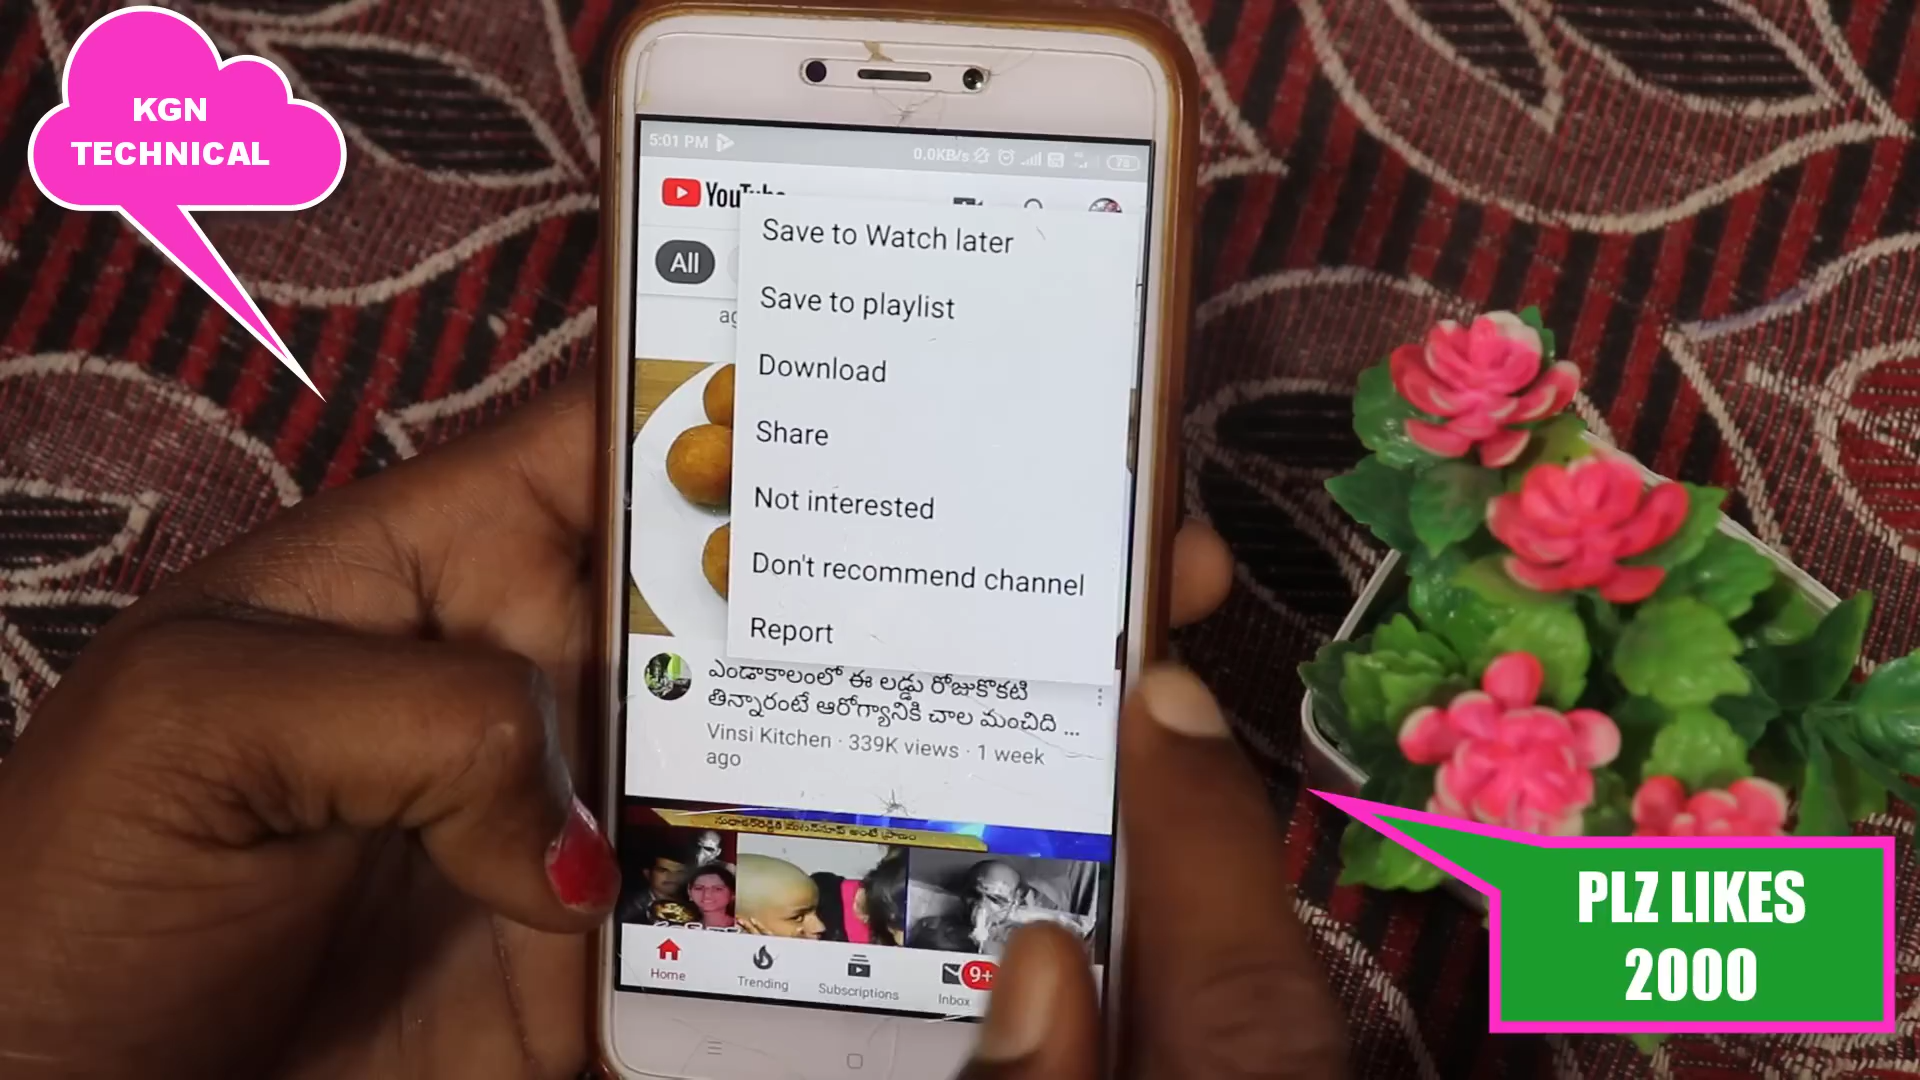 KGN
TECHNICAL
5:01 PM
0.0KB/s
75
YouTube
All
Save to Watch later
Save to playlist
Download
Share
Not interested
Don't recommend channel
Report
ఎండాకాలంలో ఈ లడ్డు రోజుకొకటి
తిన్నారంటే ఆరోగ్యానికి చాల మంచిది ...
Vinsi Kitchen · 339K views · 1 week
ago
Home
Trending
Subscriptions
Inbox
9+
PLZ LIKES
2000